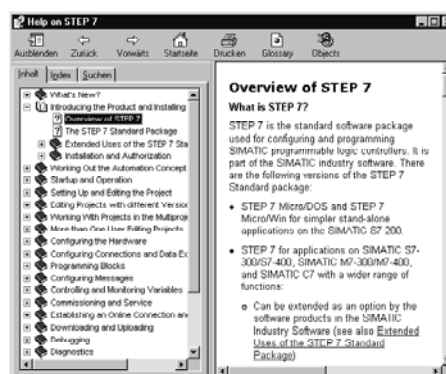 Help on STEP 7
Ausblenden Zurück Vorwärts Startseite Drucken Glossary Objects
Inhalt Index Suchen
What's New?
Introducing the Product and Installing
Overview of STEP 7
The STEP 7 Standard Package
Extended Uses of the STEP 7 Sta
Installation and Authorization
Working Out the Automation Concept
Startup and Operation
Setting Up and Editing the Project
Editing Projects with different Version
Working With Projects in the Multiproj
More than One User Editing Projects
Configuring the Hardware
Configuring Connections and Data Ex
Programming Blocks
Configuring Messages
Controlling and Monitoring Variables
Commissioning and Service
Establishing an Online Connection an
Downloading and Uploading
Debugging
Diagnostics
Overview of STEP 7
What is STEP 7?
STEP 7 is the standard software package
used for configuring and programming
SIMATIC programmable logic controllers. It is
part of the SIMATIC industry software. There
are the following versions of the STEP 7
Standard package:
• STEP 7 Micro/DOS and STEP 7
Micro/Win for simpler stand-alone
applications on the SIMATIC S7 200.
• STEP 7 for applications on SIMATIC S7-
300/S7-400, SIMATIC M7-300/M7-400,
and SIMATIC C7 with a wider range of
functions:
o Can be extended as an option by the
software products in the SIMATIC
Industry Software (see also Extended
Uses of the STEP 7 Standard
Package)